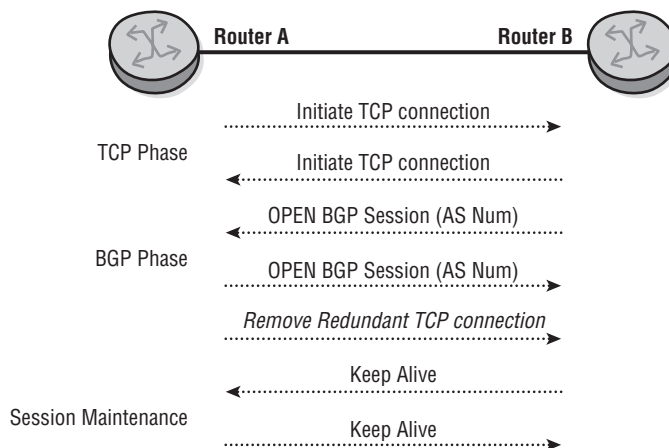 Router A
Router B
Initiate TCP connection
TCP Phase
Initiate TCP connection
OPEN BGP Session (AS Num)
BGP Phase
OPEN BGP Session (AS Num)
Remove Redundant TCP connection
Keep Alive
Session Maintenance
Keep Alive